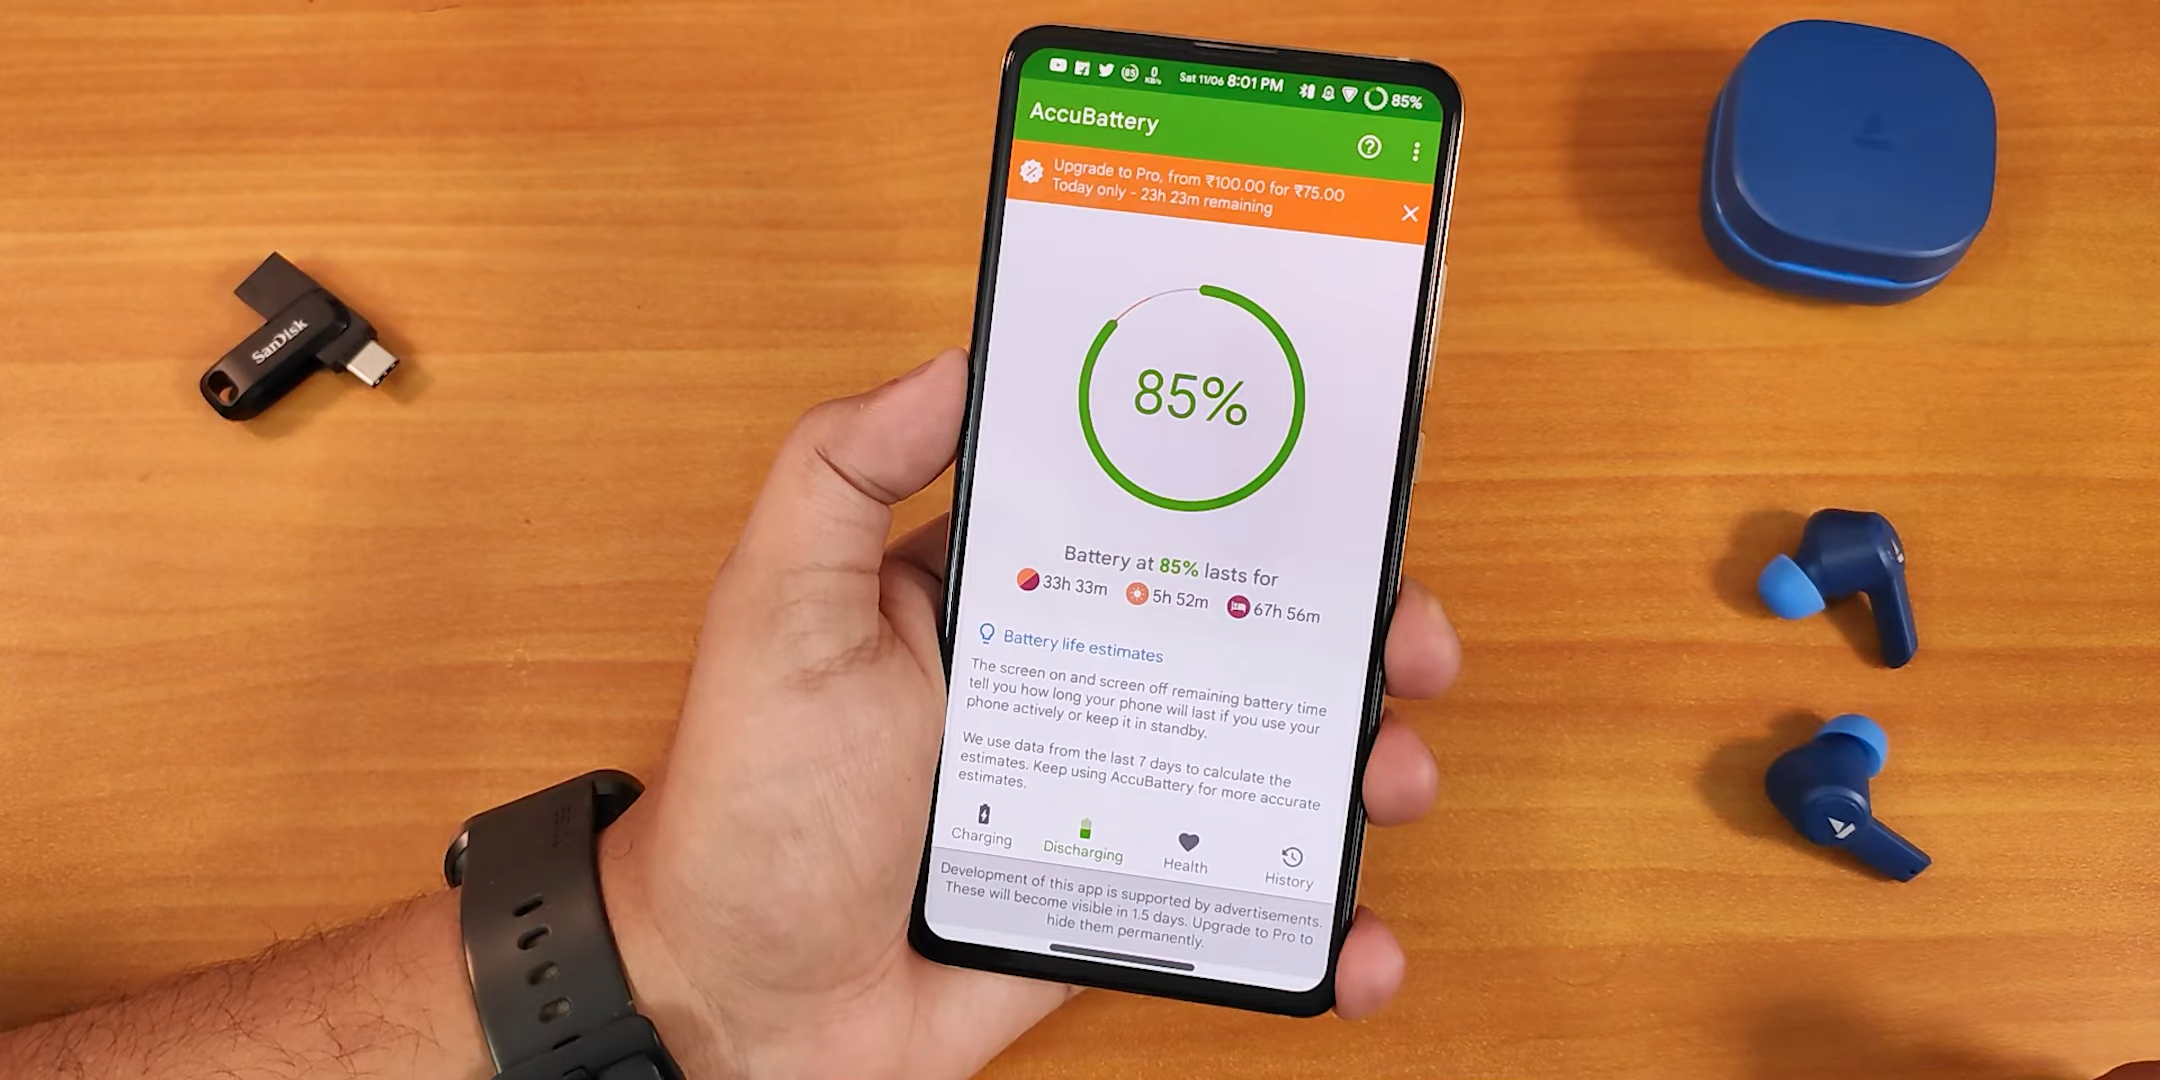 85
0
KB/s
Sat 11/06 8:01 PM
85%
AccuBattery
Upgrade to Pro, from ₹100.00 for ₹75.00
Today only - 23h 23m remaining
SanDisk
85%
Battery at 85% lasts for
33h 33m 5h 52m 67h 56m
Battery life estimates
The screen on and screen off remaining battery time
tell you how long your phone will last if you use your
phone actively or keep it in standby.
We use data from the last 7 days to calculate the
estimates. Keep using AccuBattery for more accurate
estimates.
Charging
Discharging
Health
History
Development of this app is supported by advertisements.
These will become visible in 1.5 days. Upgrade to Pro to
hide them permanently.